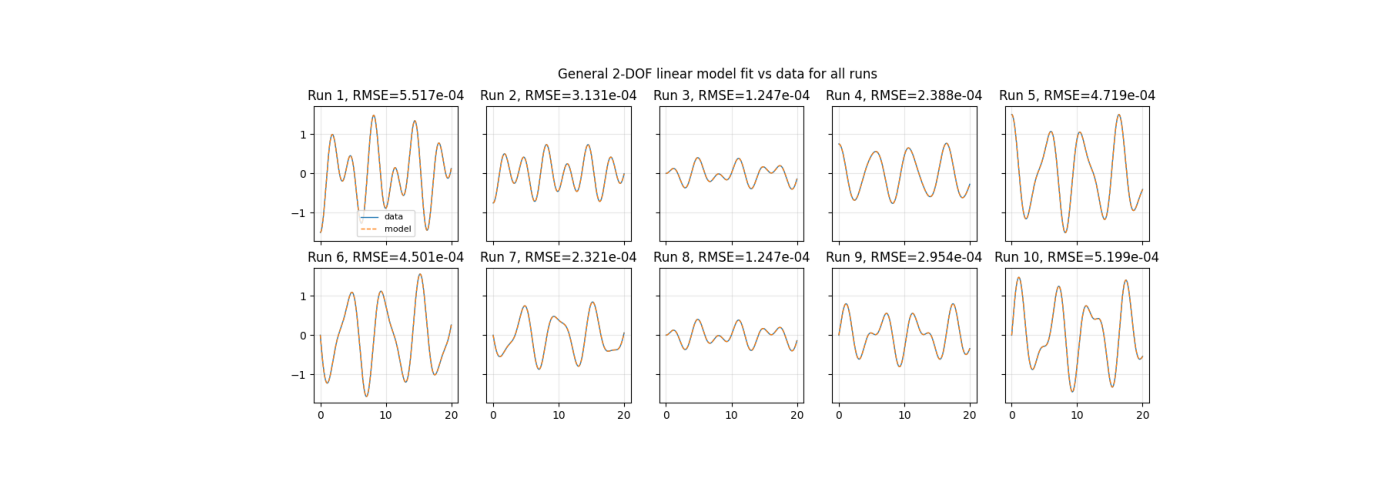 General 2-DOF linear model fit vs data for all runs
Run 1, RMSE=5.517e-04
Run 2, RMSE=3.131e-04
Run 3, RMSE=1.247e-04
Run 4, RMSE=2.388e-04
Run 5, RMSE=4.719e-04
1
0
−1
data
model
Run 6, RMSE=4.501e-04
Run 7, RMSE=2.321e-04
Run 8, RMSE=1.247e-04
Run 9, RMSE=2.954e-04
Run 10, RMSE=5.199e-04
1
0
−1
0 10 20
0 10 20
0 10 20
0 10 20
0 10 20